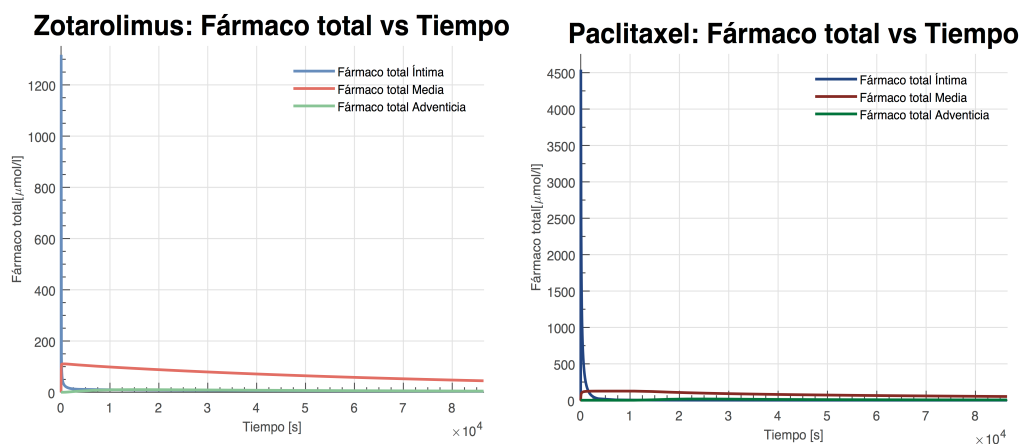 Zotarolimus: Fármaco total vs Tiempo
Fármaco total Íntima
Fármaco total Media
Fármaco total Adventicia
Fármaco total[μmol/l]
1200
1000
800
600
400
200
0
0 1 2 3 4 5 6 7 8
×10⁴
Tiempo [s]
Paclitaxel: Fármaco total vs Tiempo
Fármaco total Íntima
Fármaco total Media
Fármaco total Adventicia
Fármaco total[μmol/l]
4500
4000
3500
3000
2500
2000
1500
1000
500
0
0 1 2 3 4 5 6 7 8
×10⁴
Tiempo [s]